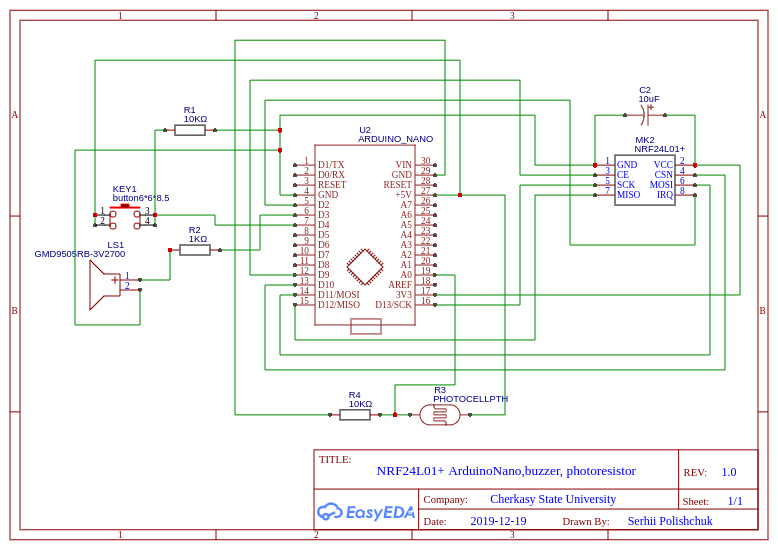 1 2 3
A A
C2
10uF
R1
10KΩ
U2
ARDUINO_NANO
MK2
NRF24L01+
1 D1/TX VIN 30
2 D0/RX GND 29
3 RESET RESET 28
4 GND +5V 27
5 D2 A7 26
6 D3 A6 25
7 D4 A5 24
8 D5 A4 23
9 D6 A3 22
10 D7 A2 21
11 D8 A1 20
12 D9 A0 19
13 D10 AREF 18
14 D11/MOSI 3V3 17
15 D12/MISO D13/SCK 16
1 GND VCC 2
3 CE CSN 4
5 SCK MOSI 6
7 MISO IRQ 8
KEY1
button6*6*8.5
1 3
2 4
R2
1KΩ
LS1
GMD9505RB-3V2700
+ 1
2
B B
R4
10KΩ
R3
PHOTOCELLPTH
TITLE:
NRF24L01+ ArduinoNano,buzzer, photoresistor
REV: 1.0
EasyEDA
Company: Cherkasy State University
Sheet: 1/1
Date: 2019-12-19 Drawn By: Serhii Polishchuk
1 2 3